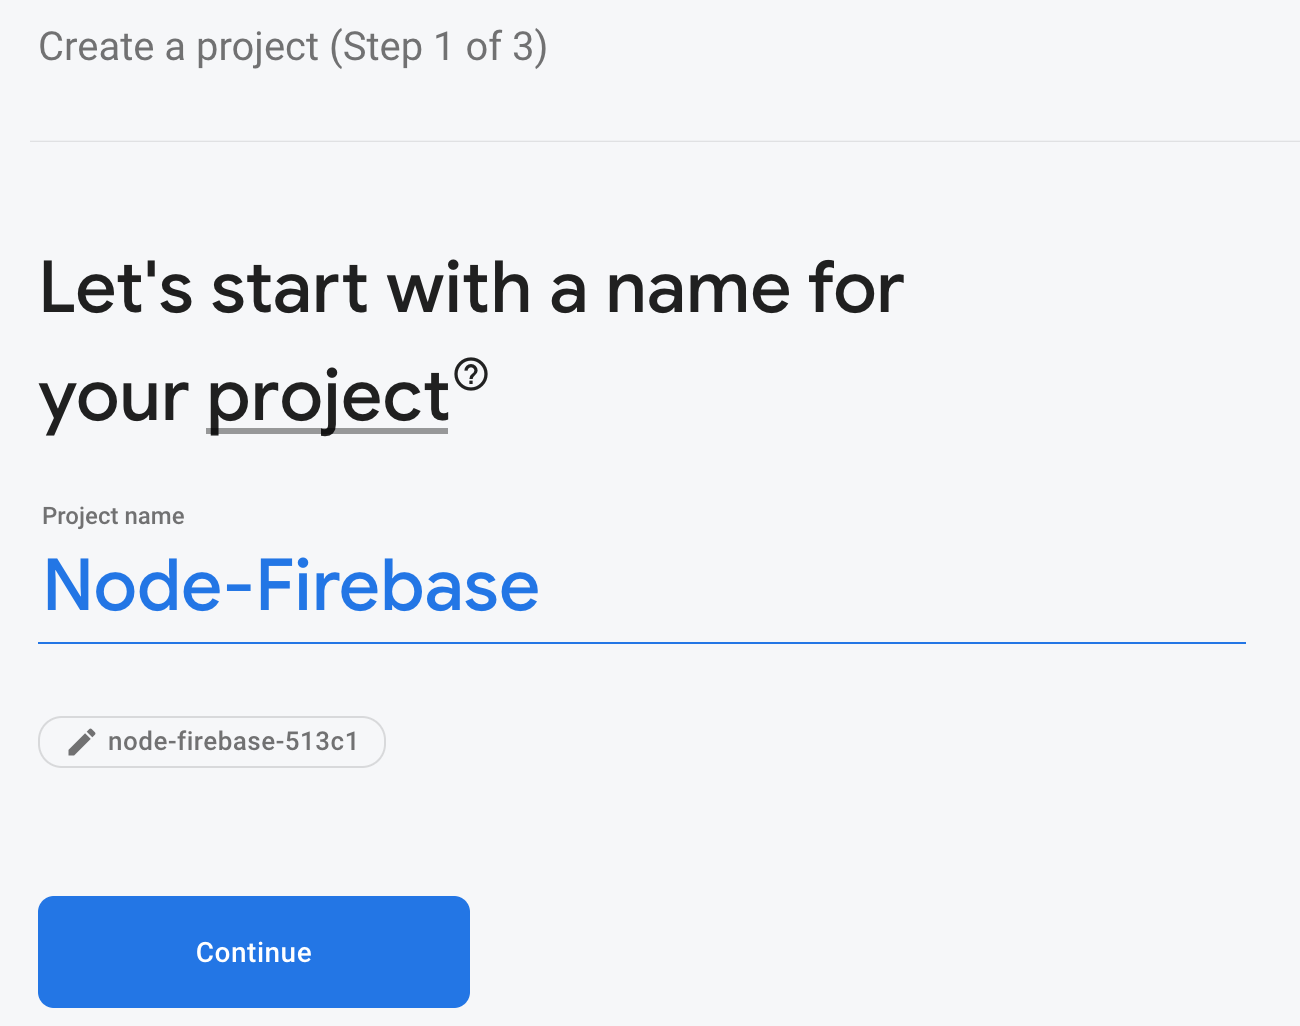 Create a project (Step 1 of 3)
Let's start with a name for
your project
Project name
Node-Firebase
node-firebase-513c1
Continue